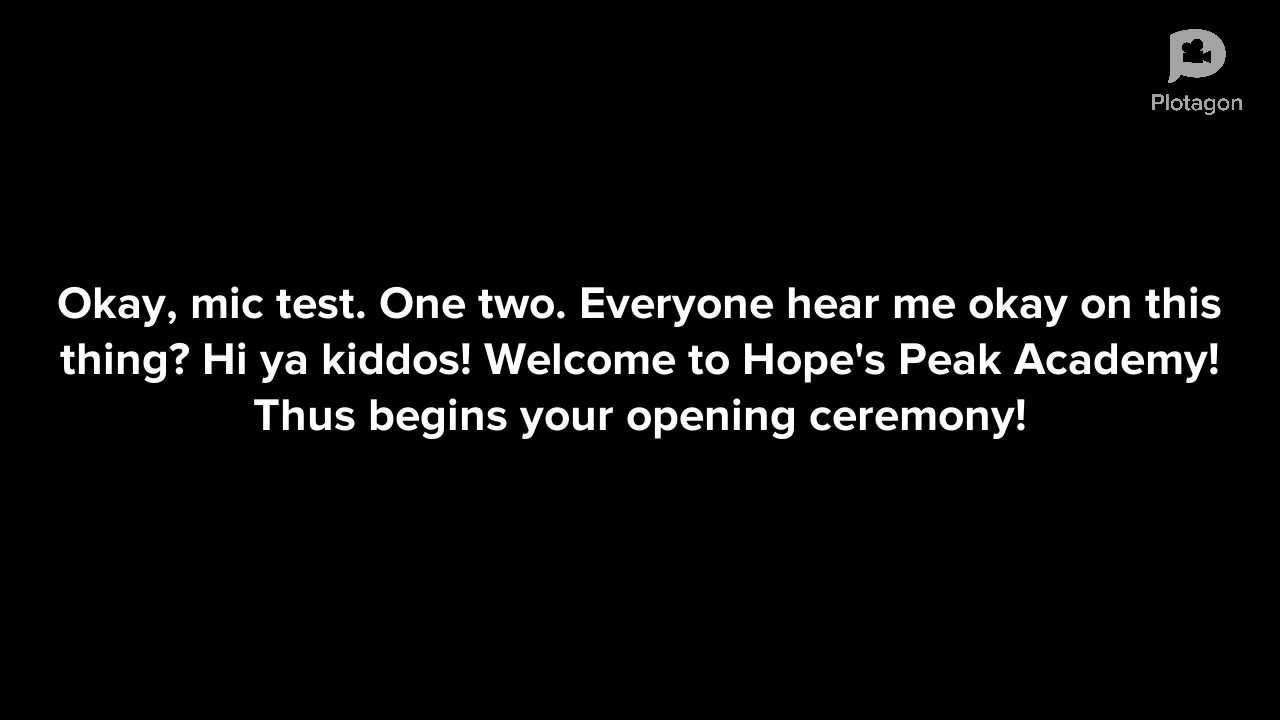 Plotagon
Okay, mic test. One two. Everyone hear me okay on this
thing? Hi ya kiddos! Welcome to Hope's Peak Academy!
Thus begins your opening ceremony!